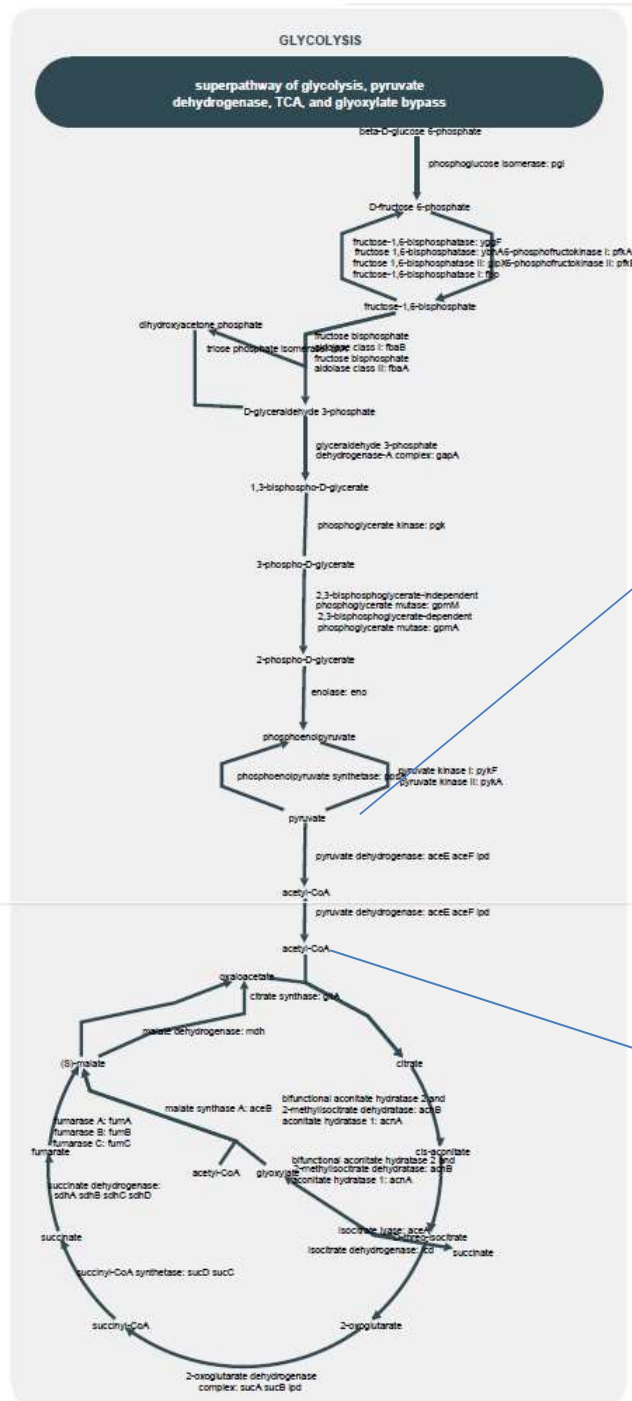 GLYCOLYSIS
superpathway of glycolysis, pyruvate
dehydrogenase, TCA, and glyoxylate bypass
beta-D-glucose 6-phosphate
phosphoglucose isomerase: pgi
D-fructose 6-phosphate
fructose-1,6-bisphosphatase: yggF
fructose 1,6-bisphosphatase: ybhA
6-phosphofructokinase I: pfkA
fructose 1,6-bisphosphatase II: glpX
6-phosphofructokinase II: pfkB
fructose-1,6-bisphosphatase I: fbp
fructose-1,6-bisphosphate
dihydroxyacetone phosphate
triose phosphate isomerase:
fructose bisphosphate
aldolase class I: fbaB
fructose bisphosphate
aldolase class II: fbaA
D-glyceraldehyde 3-phosphate
glyceraldehyde 3-phosphate
dehydrogenase-A complex: gapA
1,3-bisphospho-D-glycerate
phosphoglycerate kinase: pgk
3-phospho-D-glycerate
2,3-bisphosphoglycerate-independent
phosphoglycerate mutase: gpmM
2,3-bisphosphoglycerate-dependent
phosphoglycerate mutase: gpmA
2-phospho-D-glycerate
enolase: eno
phosphoenolpyruvate
phosphoenolpyruvate synthetase:
pyruvate kinase I: pykF
pyruvate kinase II: pykA
pyruvate
pyruvate dehydrogenase: aceE aceF lpd
acetyl-CoA
pyruvate dehydrogenase: aceE aceF lpd
acetyl-CoA
oxaloacetate
citrate synthase: gltA
malate dehydrogenase: mdh
(S)-malate
citrate
bifunctional aconitate hydratase 2 and
2-methylisocitrate dehydratase: acnB
aconitate hydratase 1: acnA
malate synthase A: aceB
fumarase A: fumA
fumarase B: fumB
fumarase C: fumC
fumarate
cis-aconitate
bifunctional aconitate hydratase 2 and
2-methylisocitrate dehydratase: acnB
aconitate hydratase 1: acnA
acetyl-CoA
glyoxylate
succinate dehydrogenase:
sdhA sdhB sdhC sdhD
isocitrate lyase: aceA
D-threo-isocitrate
succinate
isocitrate dehydrogenase: icd
succinate
succinyl-CoA synthetase: sucD sucC
succinyl-CoA
2-oxoglutarate
2-oxoglutarate dehydrogenase
complex: sucA sucB lpd